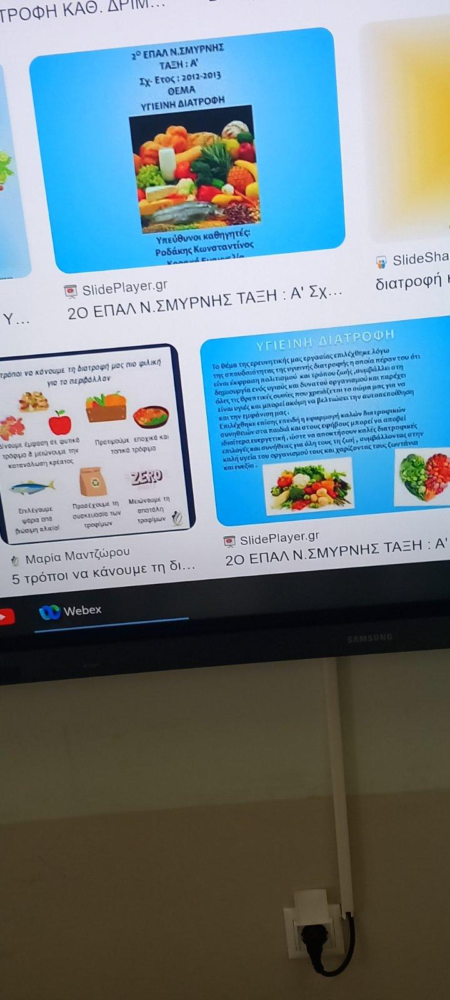 ΤΡΟΦΗ ΚΑΘ. ΔΡΙΜ...
2Ο ΕΠΑΛ Ν.ΣΜΥΡΝΗΣ
ΤΑΞΗ : Α'
Σχ- Ετος : 2012-2013
ΘΕΜΑ
ΥΓΙΕΙΝΗ ΔΙΑΤΡΟΦΗ
Υπεύθυνοι καθηγητές:
Ροδάκης Κωνσταντίνος
SlidePlayer.gr
2Ο ΕΠΑΛ Ν.ΣΜΥΡΝΗΣ ΤΑΞΗ : Α' Σχ...
SlideSha
διατροφή κ
Υ...
τρόποι να κάνουμε τη διατροφή μας πιο φιλική
για το περιβάλλον
Δίνουμε έμφαση σε φυτικά
τρόφιμα & μειώνουμε την
κατανάλωση κρέατος
Προτιμούμε εποχικά και
τοπικά τρόφιμα
ZERO
Επιλέγουμε
ψάρια από
βιώσιμη αλιεία!
Προσέχουμε τη
συσκευασία των
τροφίμων
Μειώνουμε τη
σπατάλη
τροφίμων
Μαρία Μαντζώρου
5 τρόποι να κάνουμε τη δι...
ΥΓΙΕΙΝΗ ΔΙΑΤΡΟΦΗ
Το θέμα της ερευνητικής μας εργασίας επιλέχθηκε λόγω
της σπουδαιότητας της υγιεινής διατροφής η οποία πέραν του ότι
είναι έκφραση πολιτισμού και τρόπου ζωής ,συμβάλλει στη
δημιουργία ενός υγιούς και δυνατού οργανισμού και παρέχει
όλες τις θρεπτικές ουσίες που χρειάζεται το σώμα μας για να
είναι υγιές και μπορεί ακόμη να βελτιώσει την αυτοπεποίθηση
και την εμφάνιση μας .
Επιλέχθηκε επίσης επειδή η εφαρμογή καλών διατροφικών
συνηθειών στα παιδιά και στους εφήβους μπορεί να αποβεί
ιδιαίτερα ευεργετική , ώστε να αποκτήσουν καλές διατροφικές
επιλογές και συνήθειες για όλη τους τη ζωή , συμβάλλοντας στην
καλή υγεία του οργανισμού τους και χαρίζοντας τους ζωντάνια
και ευεξία .
SlidePlayer.gr
2Ο ΕΠΑΛ Ν.ΣΜΥΡΝΗΣ ΤΑΞΗ : Α'
Webex
SAMSUNG